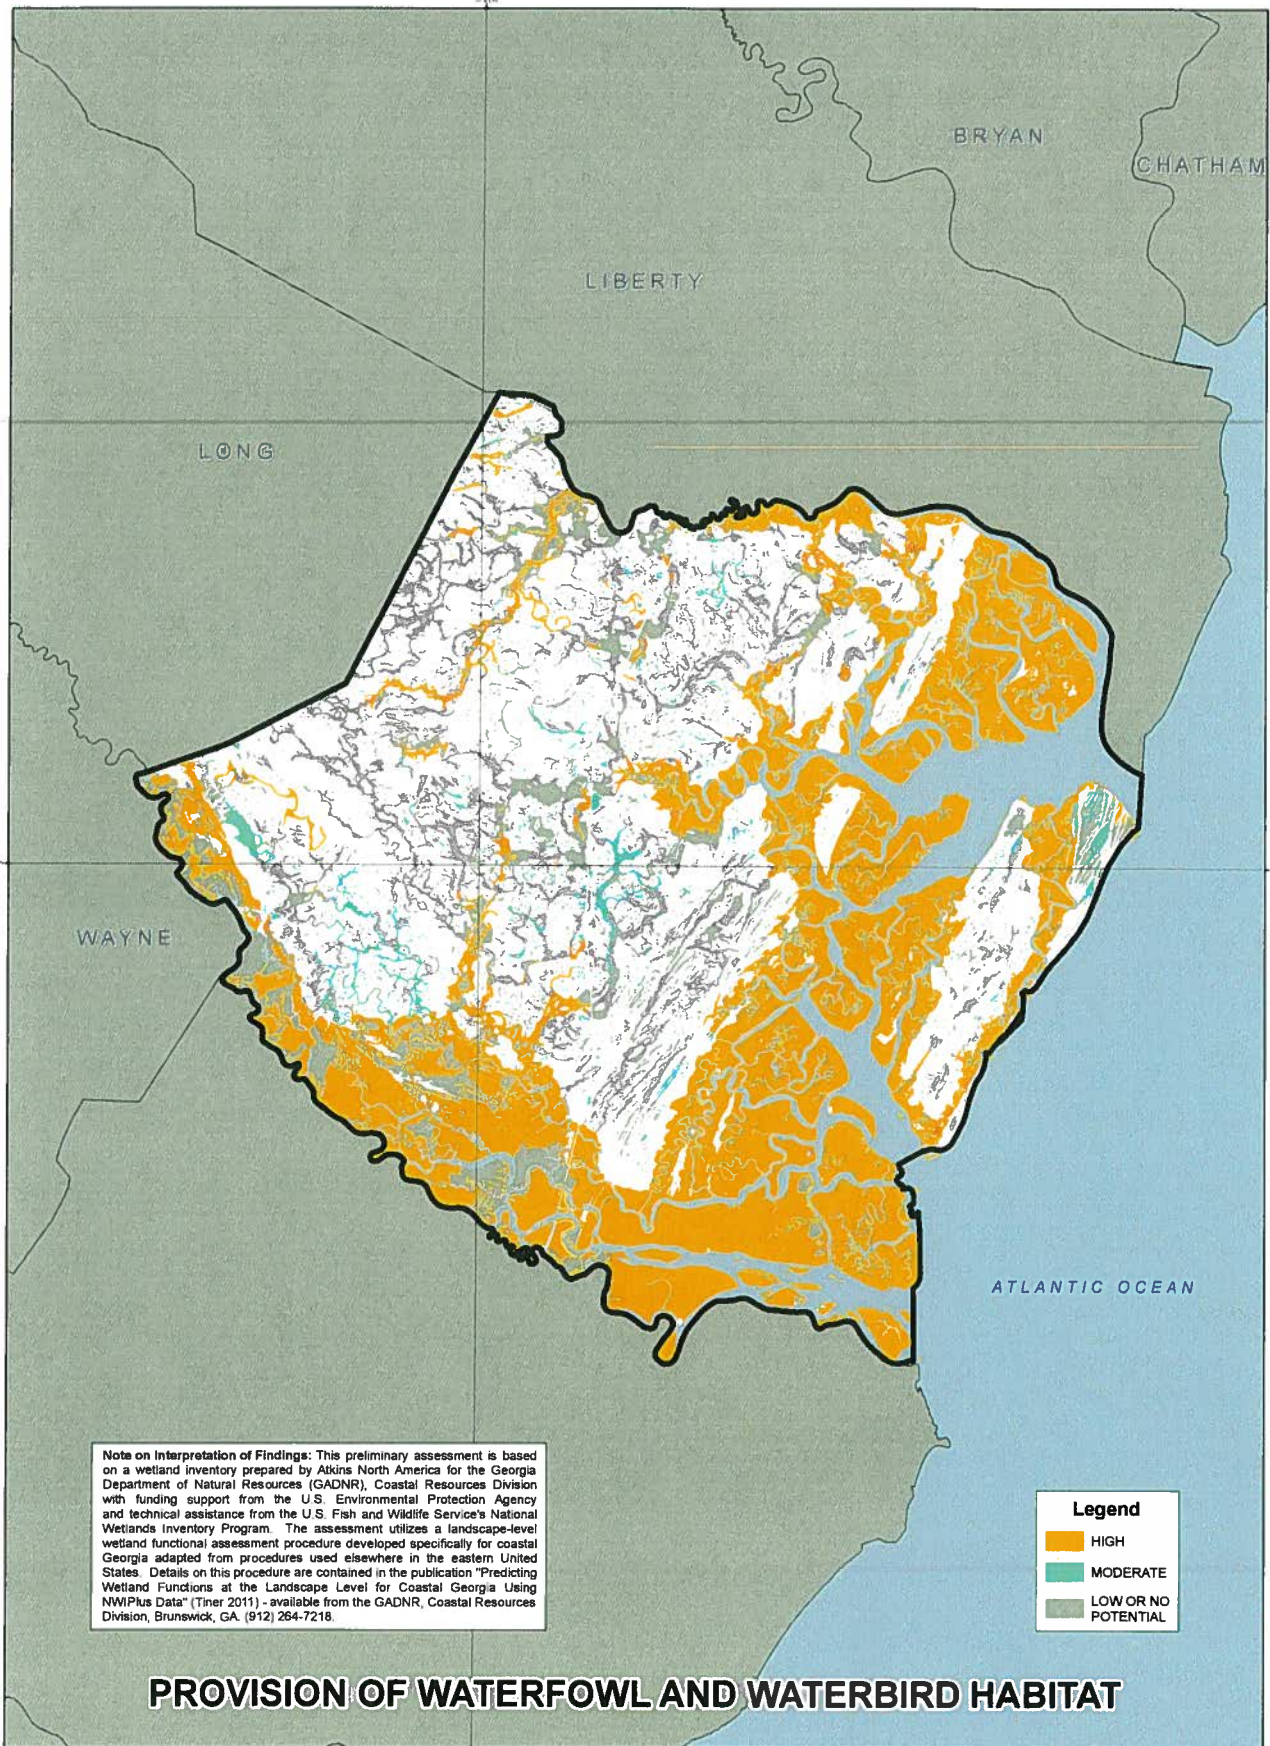 BRYAN
CHATHAM
LIBERTY
LONG
WAYNE
ATLANTIC OCEAN
Note on Interpretation of Findings: This preliminary assessment is based
on a wetland inventory prepared by Atkins North America for the Georgia
Department of Natural Resources (GADNR), Coastal Resources Division
with funding support from the U.S. Environmental Protection Agency
and technical assistance from the U.S. Fish and Wildlife Service's National
Wetlands Inventory Program. The assessment utilizes a landscape-level
wetland functional assessment procedure developed specifically for coastal
Georgia adapted from procedures used elsewhere in the eastern United
States. Details on this procedure are contained in the publication "Predicting
Wetland Functions at the Landscape Level for Coastal Georgia Using
NWIPlus Data" (Tiner 2011) - available from the GADNR, Coastal Resources
Division, Brunswick, GA. (912) 264-7218.
Legend
HIGH
MODERATE
LOW OR NO
POTENTIAL
PROVISION OF WATERFOWL AND WATERBIRD HABITAT